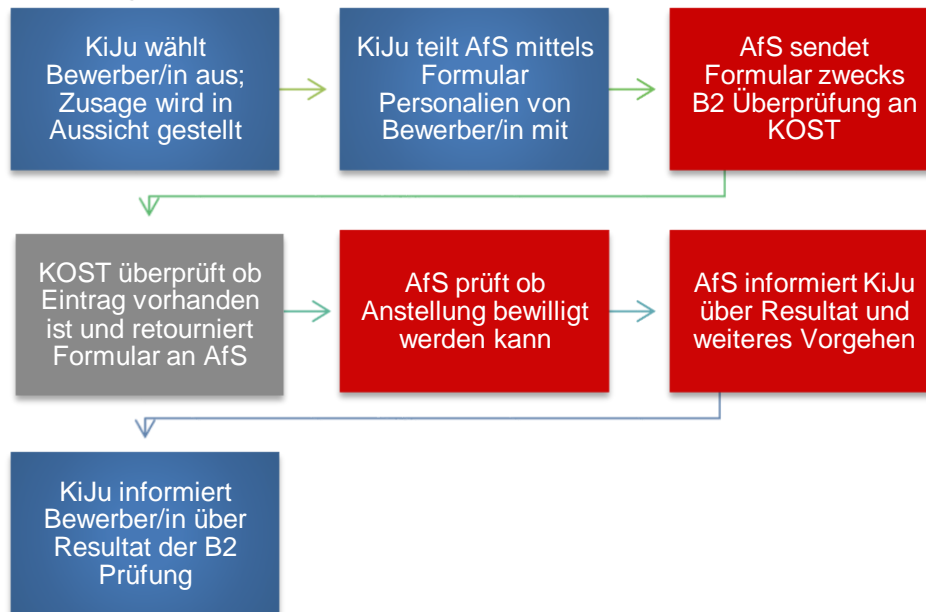 KiJu wählt
Bewerber/in aus;
Zusage wird in
Aussicht gestellt
KiJu teilt AfS mittels
Formular
Personalien von
Bewerber/in mit
AfS sendet
Formular zwecks
B2 Überprüfung an
KOST
KOST überprüft ob
Eintrag vorhanden
ist und retourniert
Formular an AfS
AfS prüft ob
Anstellung bewilligt
werden kann
AfS informiert KiJu
über Resultat und
weiteres Vorgehen
KiJu informiert
Bewerber/in über
Resultat der B2
Prüfung